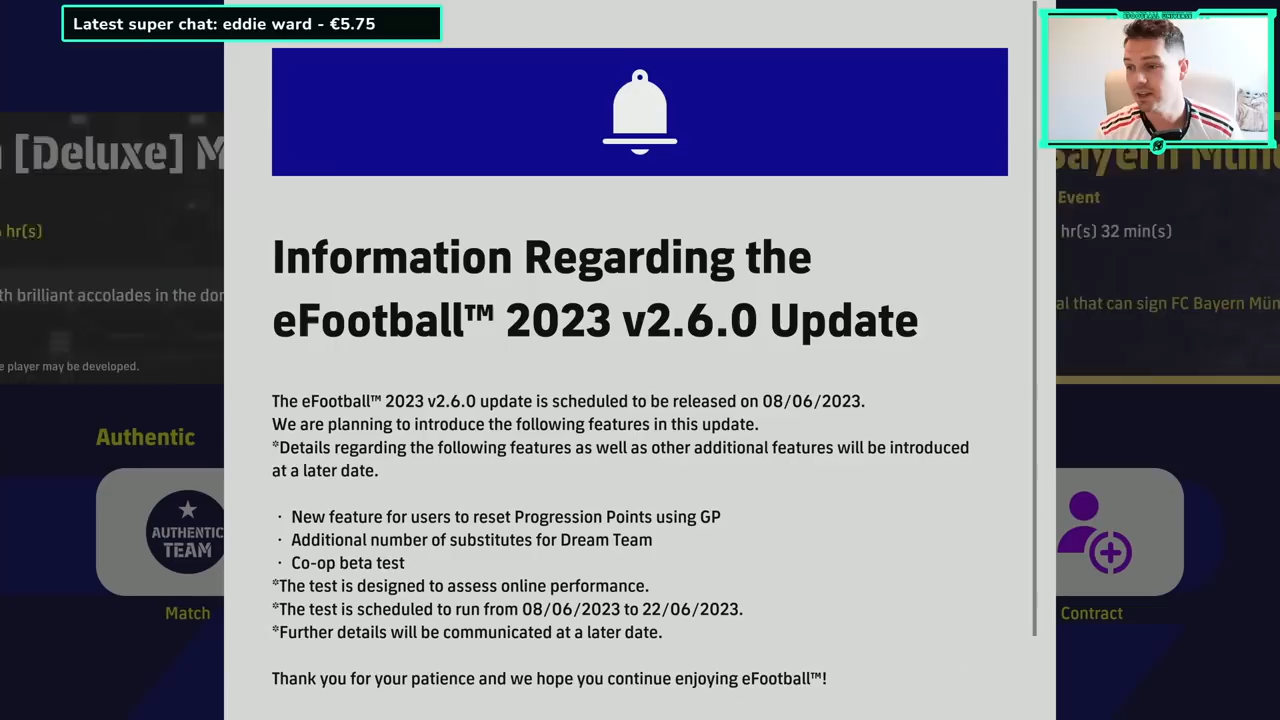 Latest super chat: eddie ward - €5.75
EFOOTBALL UNIVERSE
[Deluxe] M
Bayern Mün
hr(s)
Event
hr(s) 32 min(s)
th brilliant accolades in the dor
al that can sign FC Bayern Mün
e player may be developed.
Information Regarding the
eFootball™ 2023 v2.6.0 Update
The eFootball™ 2023 v2.6.0 update is scheduled to be released on 08/06/2023.
We are planning to introduce the following features in this update.
*Details regarding the following features as well as other additional features will be introduced
at a later date.
· New feature for users to reset Progression Points using GP
· Additional number of substitutes for Dream Team
· Co-op beta test
*The test is designed to assess online performance.
*The test is scheduled to run from 08/06/2023 to 22/06/2023.
*Further details will be communicated at a later date.
Thank you for your patience and we hope you continue enjoying eFootball™!
Authentic
AUTHENTIC
TEAM
Match
Contract